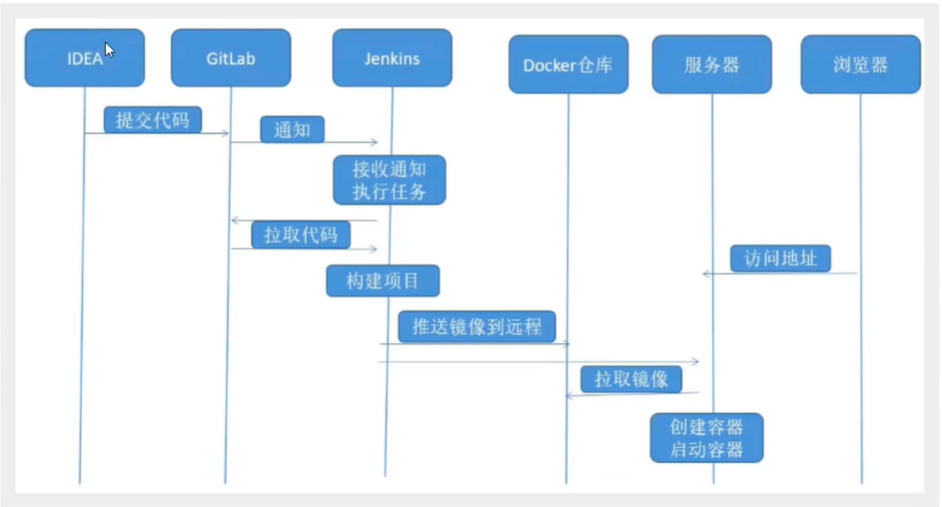 IDEA
GitLab
Jenkins
Docker仓库
服务器
浏览器
提交代码
通知
接收通知
执行任务
拉取代码
访问地址
构建项目
推送镜像到远程
拉取镜像
创建容器
启动容器